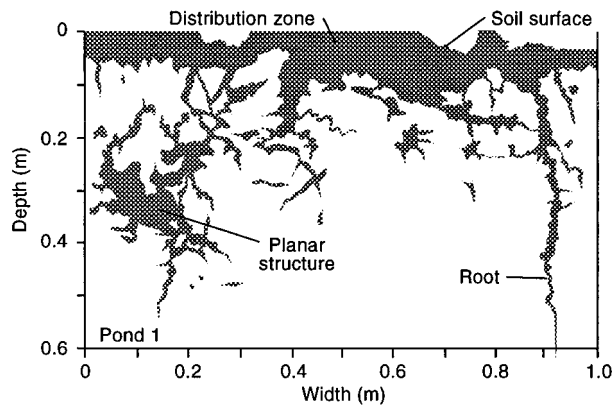 Distribution zone
Soil surface
0
0.2
0.4
0.6
Depth (m)
Planar
structure
Root
Pond 1
0
0.2
0.4
0.6
0.8
1.0
Width (m)